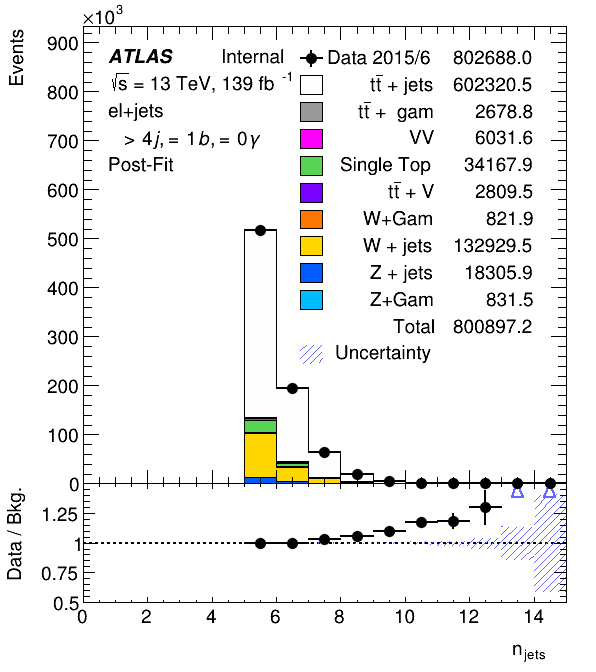 ×10³
Events
900
800
700
600
500
400
300
200
100
0
ATLAS Internal
√s = 13 TeV, 139 fb⁻¹
el+jets
> 4j, = 1b, = 0γ
Post-Fit
Data 2015/6 802688.0
tt̄ + jets 602320.5
tt̄ + gam 2678.8
VV 6031.6
Single Top 34167.9
tt̄ + V 2809.5
W+Gam 821.9
W + jets 132929.5
Z + jets 18305.9
Z+Gam 831.5
Total 800897.2
Uncertainty
Data / Bkg.
1.25
1
0.75
0.5
0 2 4 6 8 10 12 14
n_jets